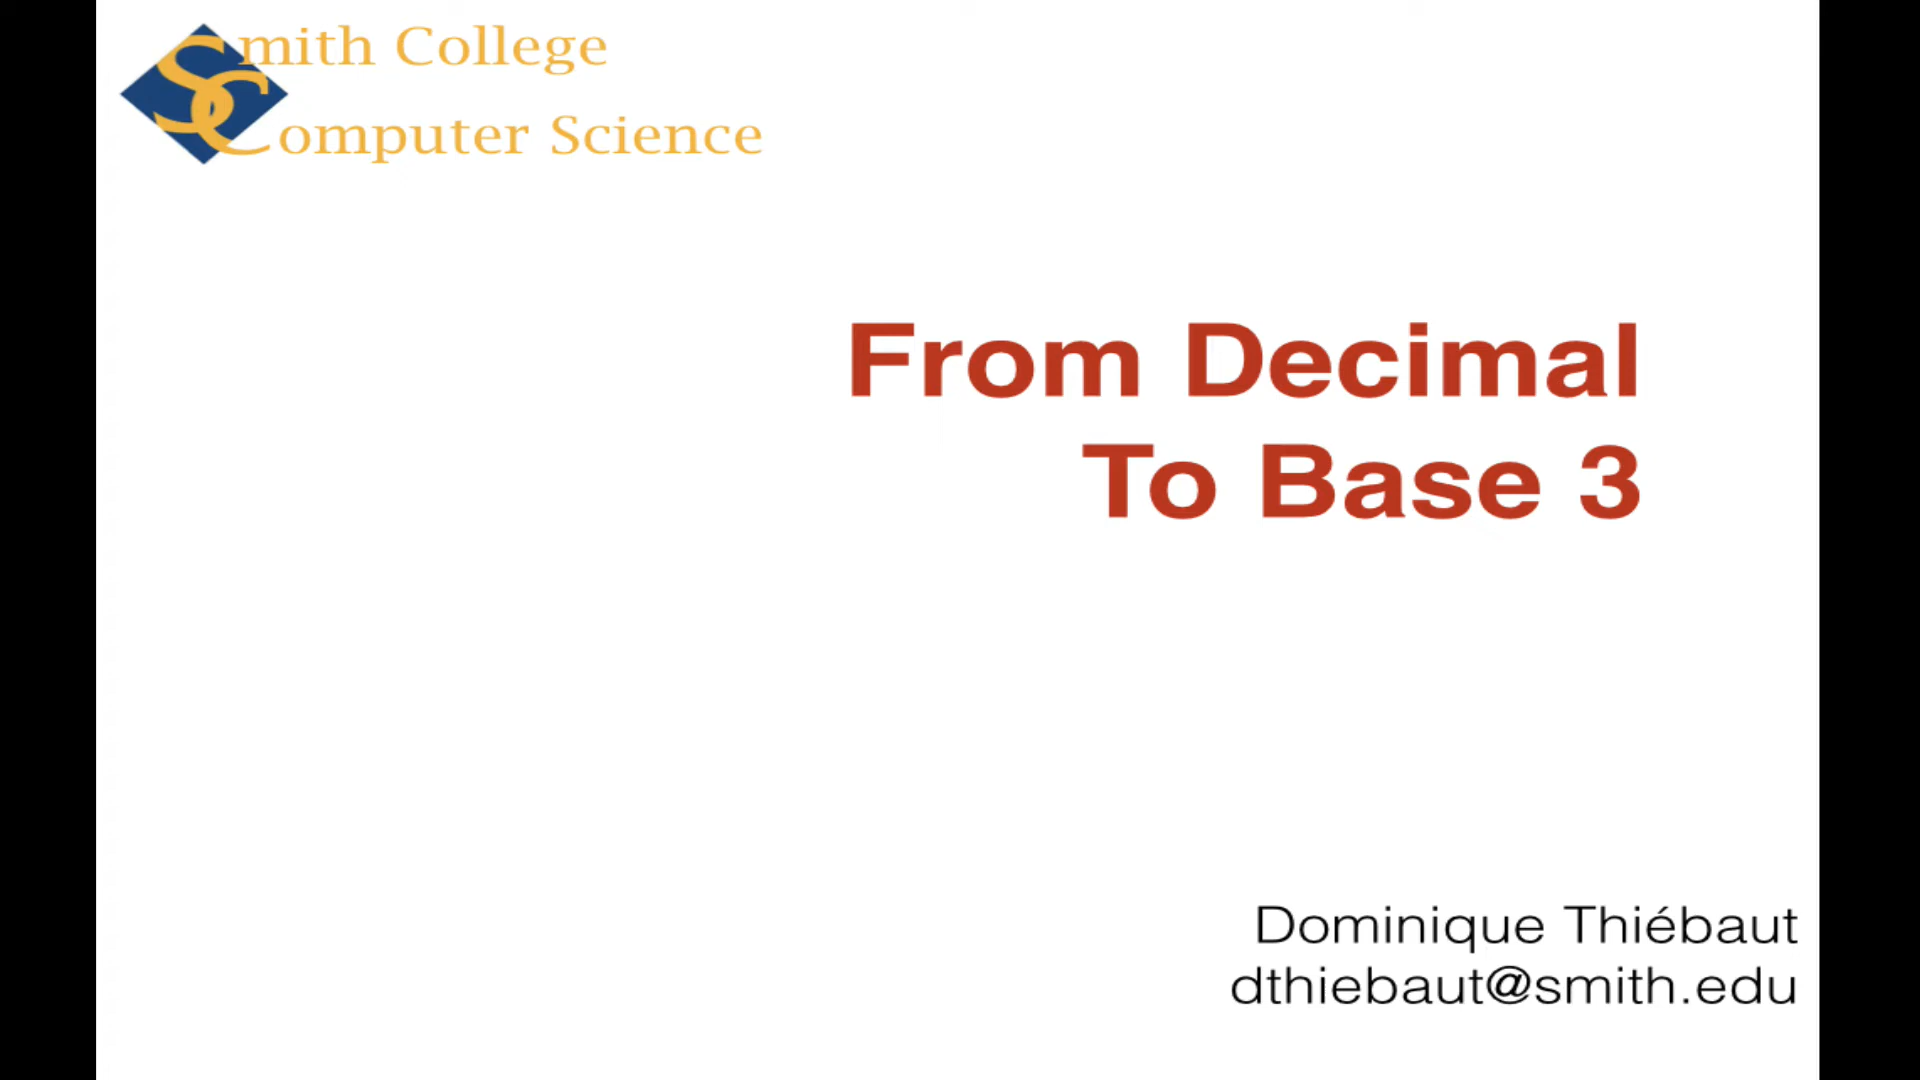 Smith College
Computer Science
From Decimal
To Base 3
Dominique Thiébaut
dthiebaut@smith.edu